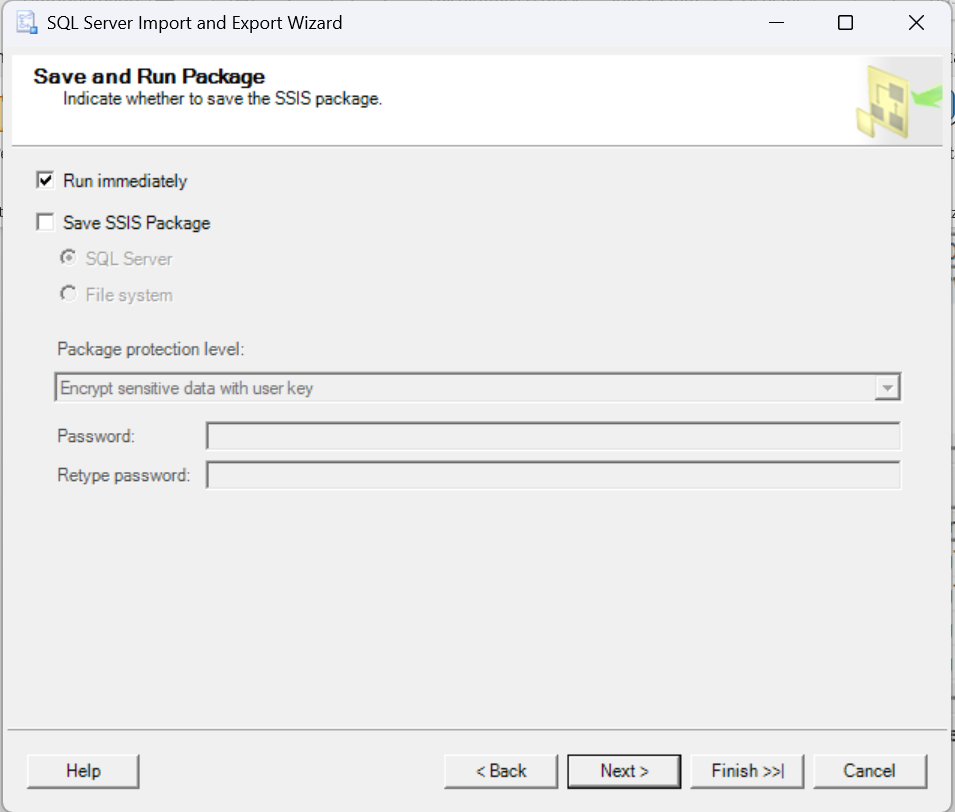 SQL Server Import and Export Wizard
Save and Run Package
Indicate whether to save the SSIS package.
Run immediately
Save SSIS Package
SQL Server
File system
Package protection level:
Encrypt sensitive data with user key
Password:
Retype password:
Help
< Back
Next >
Finish >>|
Cancel